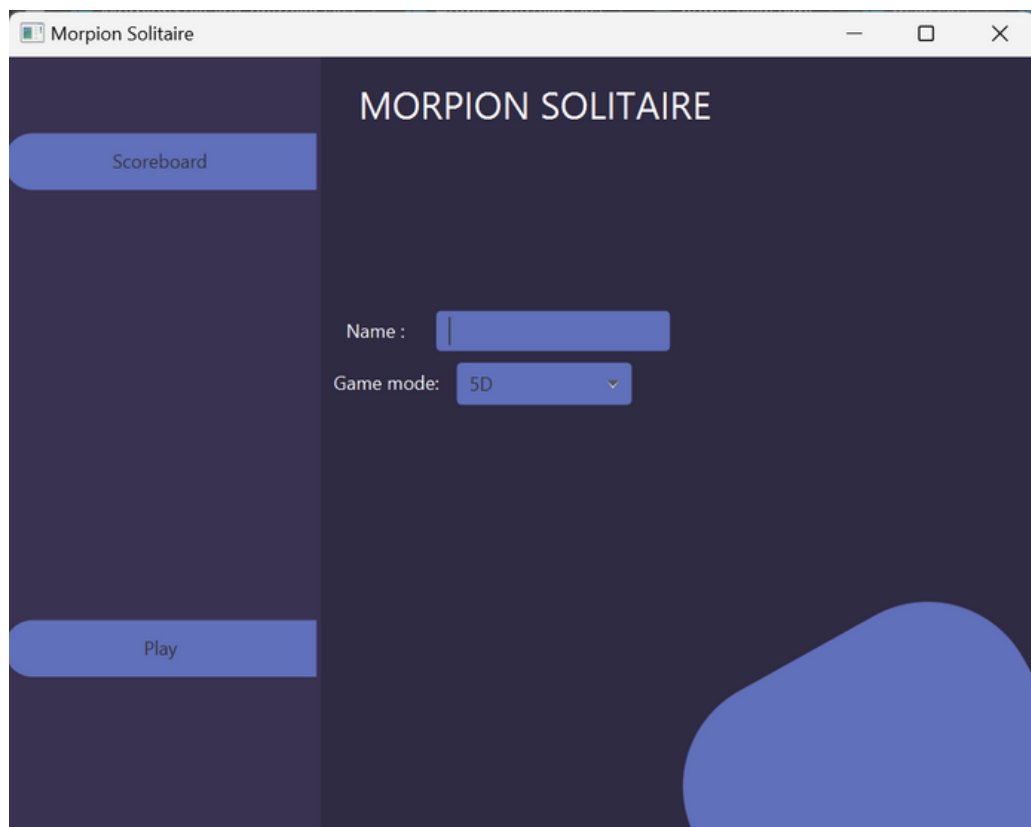 Morpion Solitaire
MORPION SOLITAIRE
Scoreboard
Name :
Game mode: 5D
Play